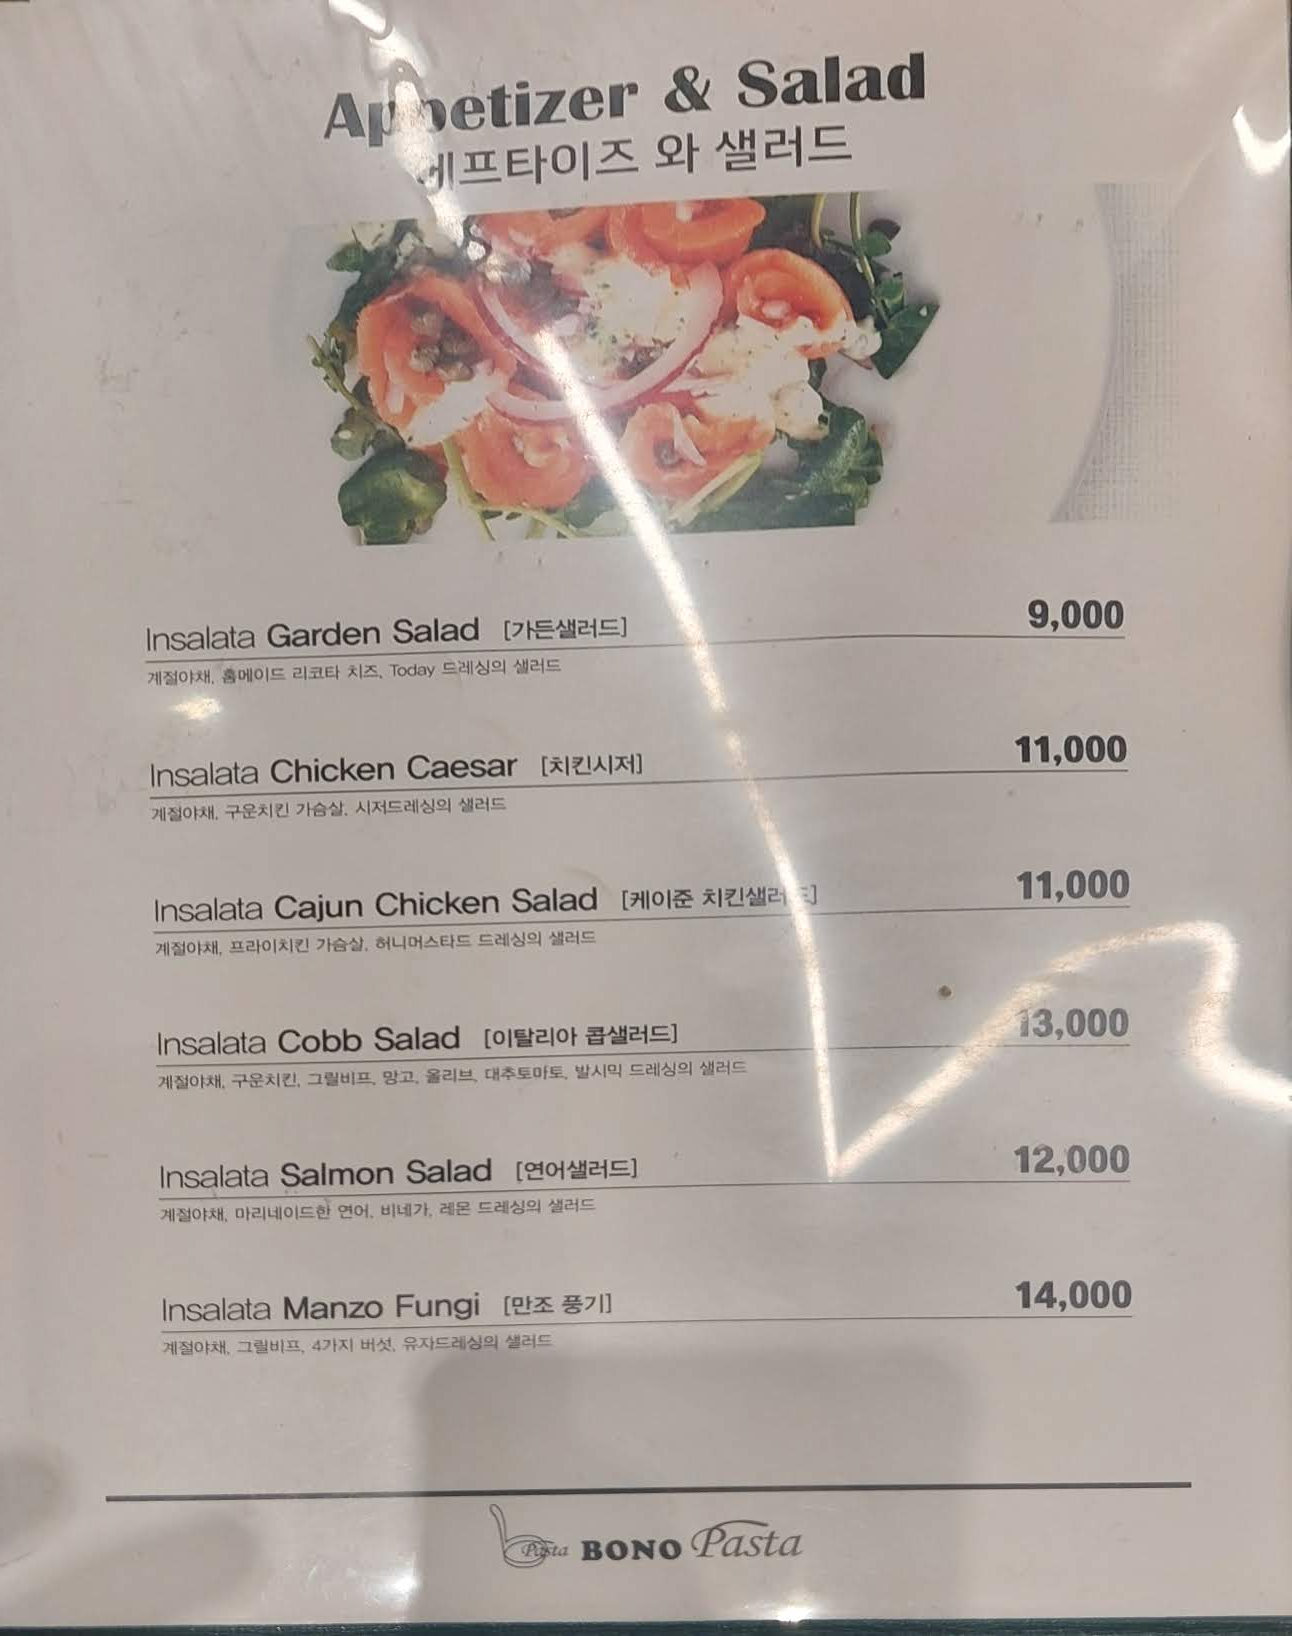 Appetizer & Salad
에프타이즈 와 샐러드
Insalata Garden Salad [가든샐러드] 9,000
계절야채, 홈메이드 리코타 치즈, Today 드레싱의 샐러드
Insalata Chicken Caesar [치킨시저] 11,000
계절야채, 구운치킨 가슴살, 시저드레싱의 샐러드
Insalata Cajun Chicken Salad [케이준 치킨샐러드] 11,000
계절야채, 프라이치킨 가슴살, 허니머스타드 드레싱의 샐러드
Insalata Cobb Salad [이탈리아 콥샐러드] 13,000
계절야채, 구운치킨, 그릴비프, 망고, 올리브, 대추토마토, 발시믹 드레싱의 샐러드
Insalata Salmon Salad [연어샐러드] 12,000
계절야채, 마리네이드한 연어, 비네가, 레몬 드레싱의 샐러드
Insalata Manzo Fungi [만조 풍기] 14,000
계절야채, 그릴비프, 4가지 버섯, 유자드레싱의 샐러드
Pasta BONO Pasta